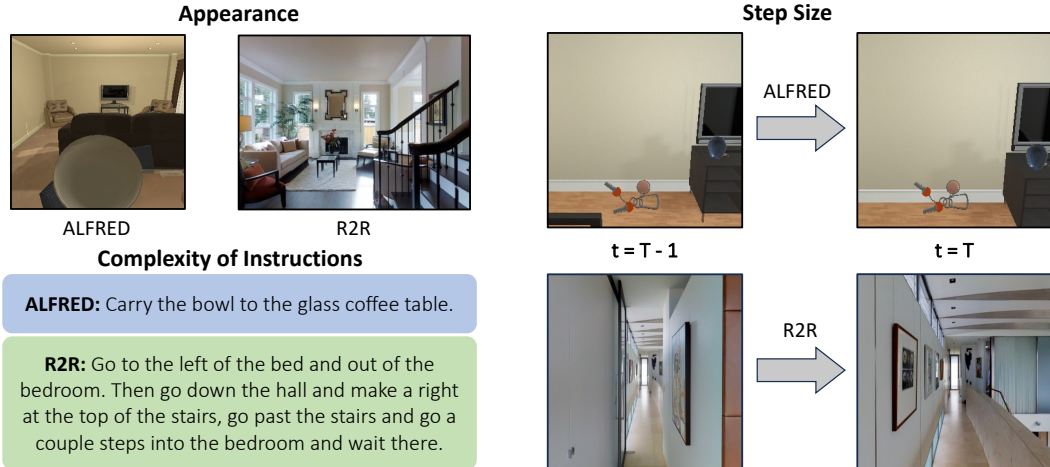 Appearance
ALFRED
R2R
Complexity of Instructions
ALFRED: Carry the bowl to the glass coffee table.
R2R: Go to the left of the bed and out of the
bedroom. Then go down the hall and make a right
at the top of the stairs, go past the stairs and go a
couple steps into the bedroom and wait there.
Step Size
ALFRED
t = T - 1
t = T
R2R